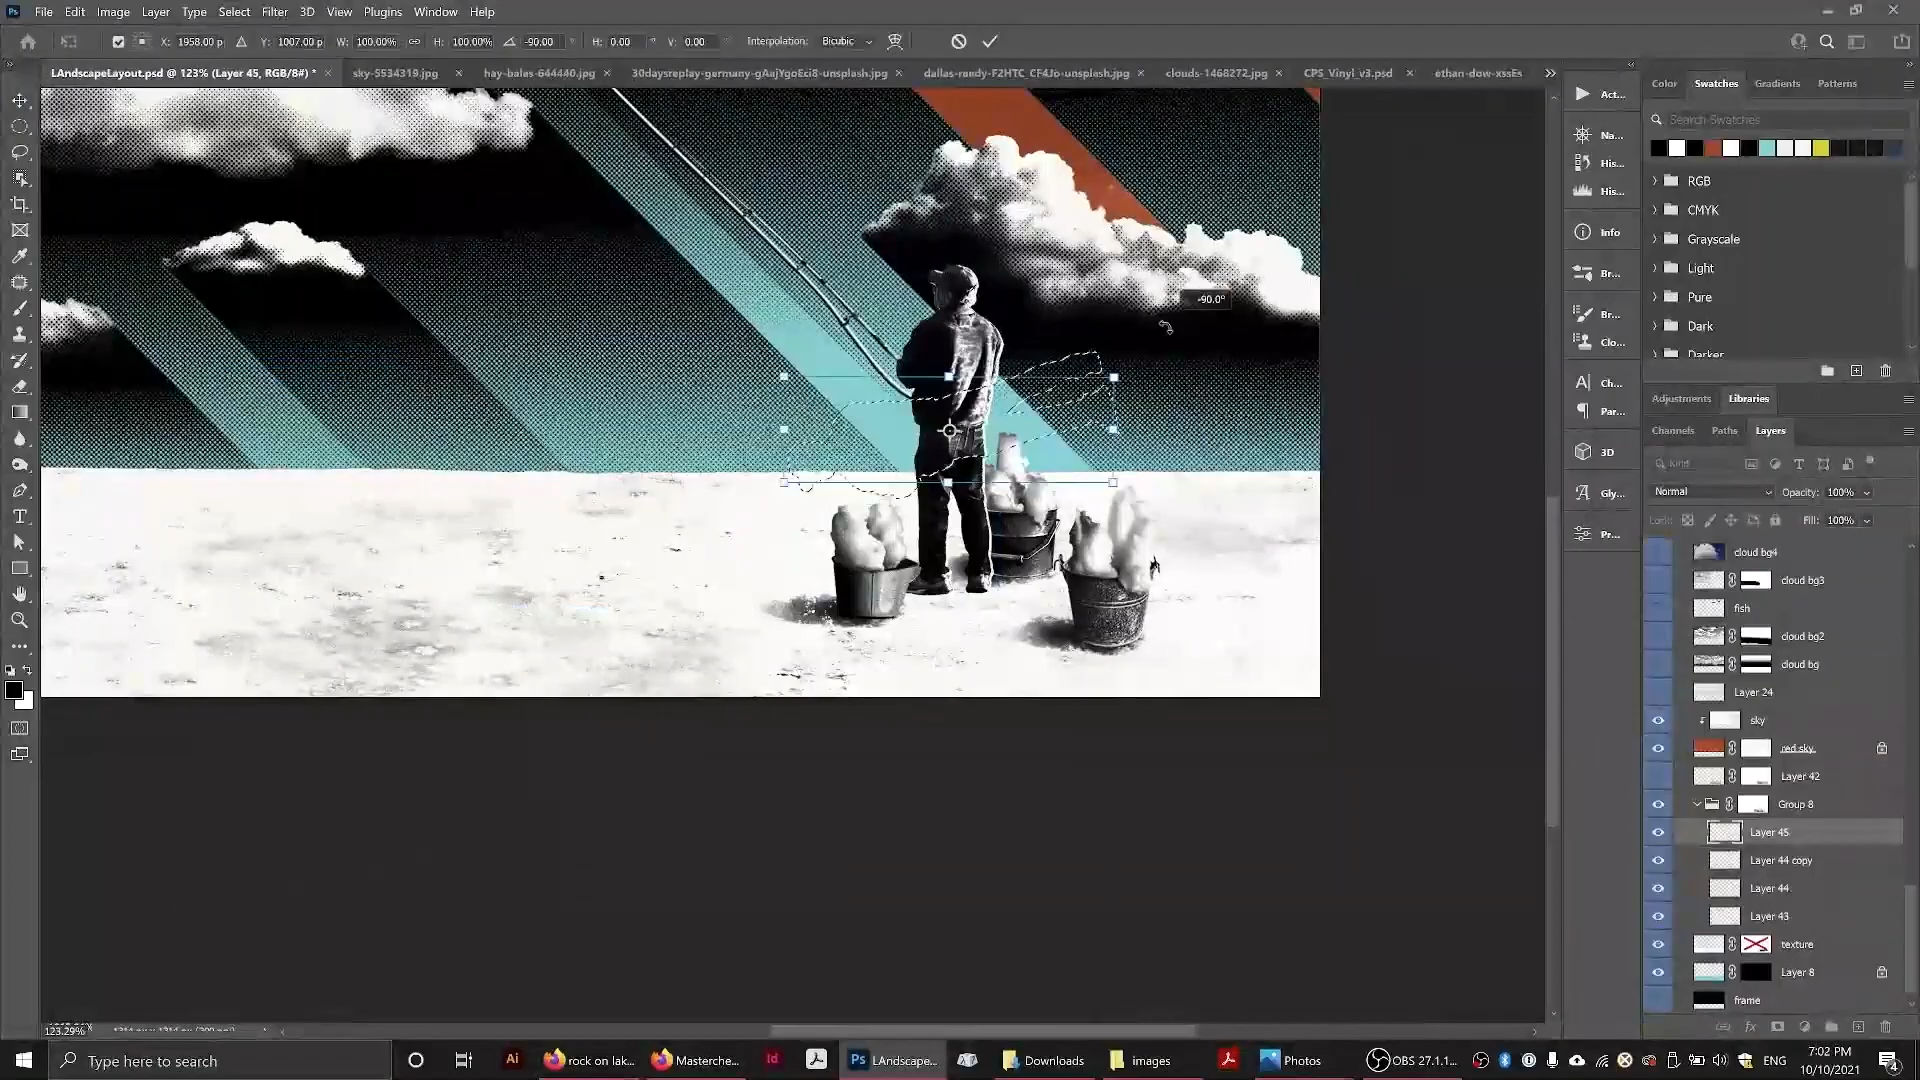 File Edit Image Layer Type Select Filter 3D View Plugins Window Help
X: 1958.00 p Y: 1007.00 p W: 100.00% H: 100.00% -90.00 ° H: 0.00 ° V: 0.00 ° Interpolation: Bicubic
LAndscapeLayout.psd @ 123% (Layer 45, RGB/8#) * × sky-5534319.jpg × hay-bales-644440.jpg × 30daysreplay-germany-gAajYgoEci8-unsplash.jpg × dallas-reedy-F2HTC_CF4Jo-unsplash.jpg × clouds-1468272.jpg × CPS_Vinyl_v3.psd × ethan-dow-xssEs
Act...
Na...
His...
His...
Info
Br...
Br...
Clo...
Ch...
Par...
3D
Gly...
Pr...
Color Swatches Gradients Patterns
Search Swatches
RGB
CMYK
Grayscale
Light
Pure
Dark
Darker
Adjustments Libraries
Channels Paths Layers
Kind
Normal Opacity: 100%
Lock: Fill: 100%
cloud bg4
cloud bg3
fish
cloud bg2
cloud bg
Layer 24
sky
red sky
Layer 42
Group 8
Layer 45
Layer 44 copy
Layer 44
Layer 43
texture
Layer 8
frame
-90.0°
123.29%
Type here to search
rock on lak... Masterche... LAndscape... Downloads images Photos OBS 27.1.1... ENG
7:02 PM
10/10/2021